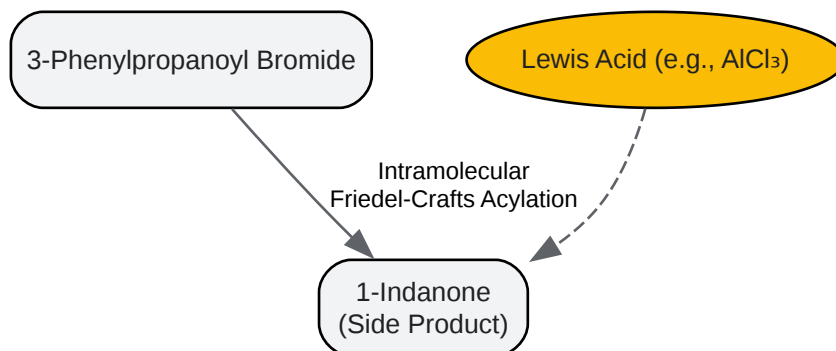 3-Phenylpropanoyl Bromide
Lewis Acid (e.g., AlCl₃)
Intramolecular
Friedel-Crafts Acylation
1-Indanone
(Side Product)